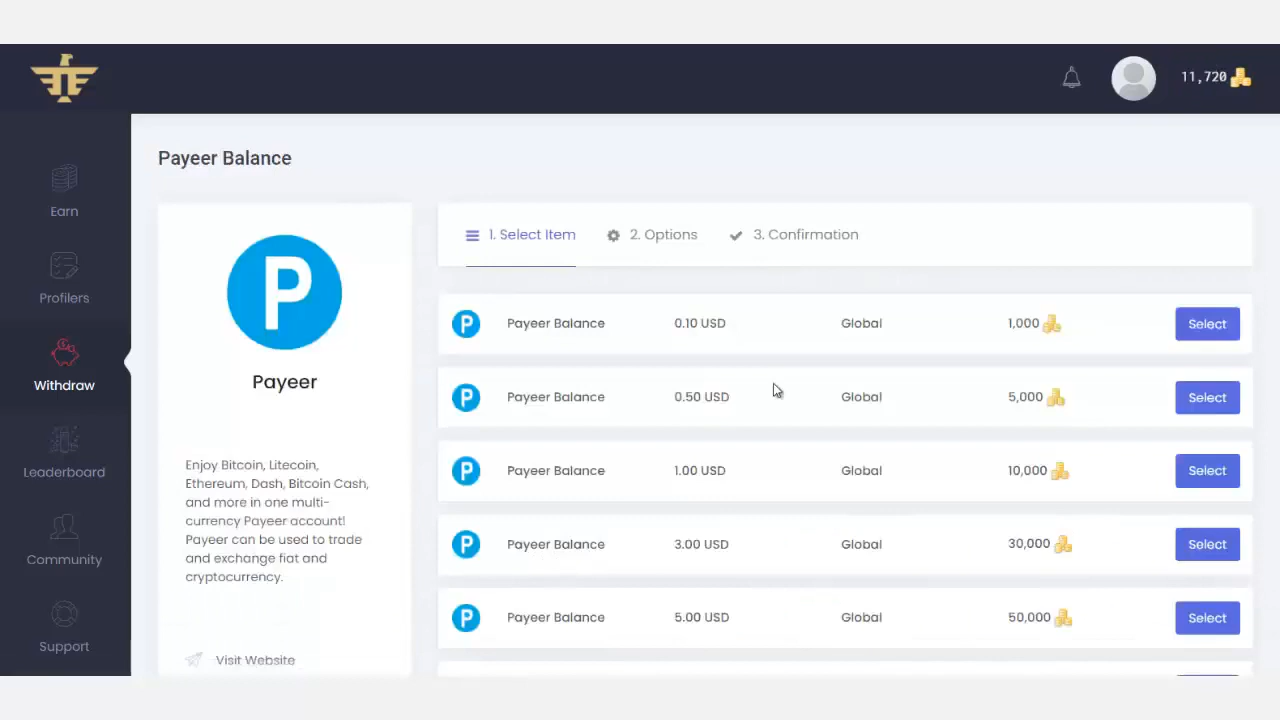 11,720
Payeer Balance
Earn
Profilers
Withdraw
Leaderboard
Community
Support
P
Payeer
Enjoy Bitcoin, Litecoin,
Ethereum, Dash, Bitcoin Cash,
and more in one multi-
currency Payeer account!
Payeer can be used to trade
and exchange fiat and
cryptocurrency.
Visit Website
1. Select Item 2. Options 3. Confirmation
P Payeer Balance 0.10 USD Global 1,000 Select
P Payeer Balance 0.50 USD Global 5,000 Select
P Payeer Balance 1.00 USD Global 10,000 Select
P Payeer Balance 3.00 USD Global 30,000 Select
P Payeer Balance 5.00 USD Global 50,000 Select